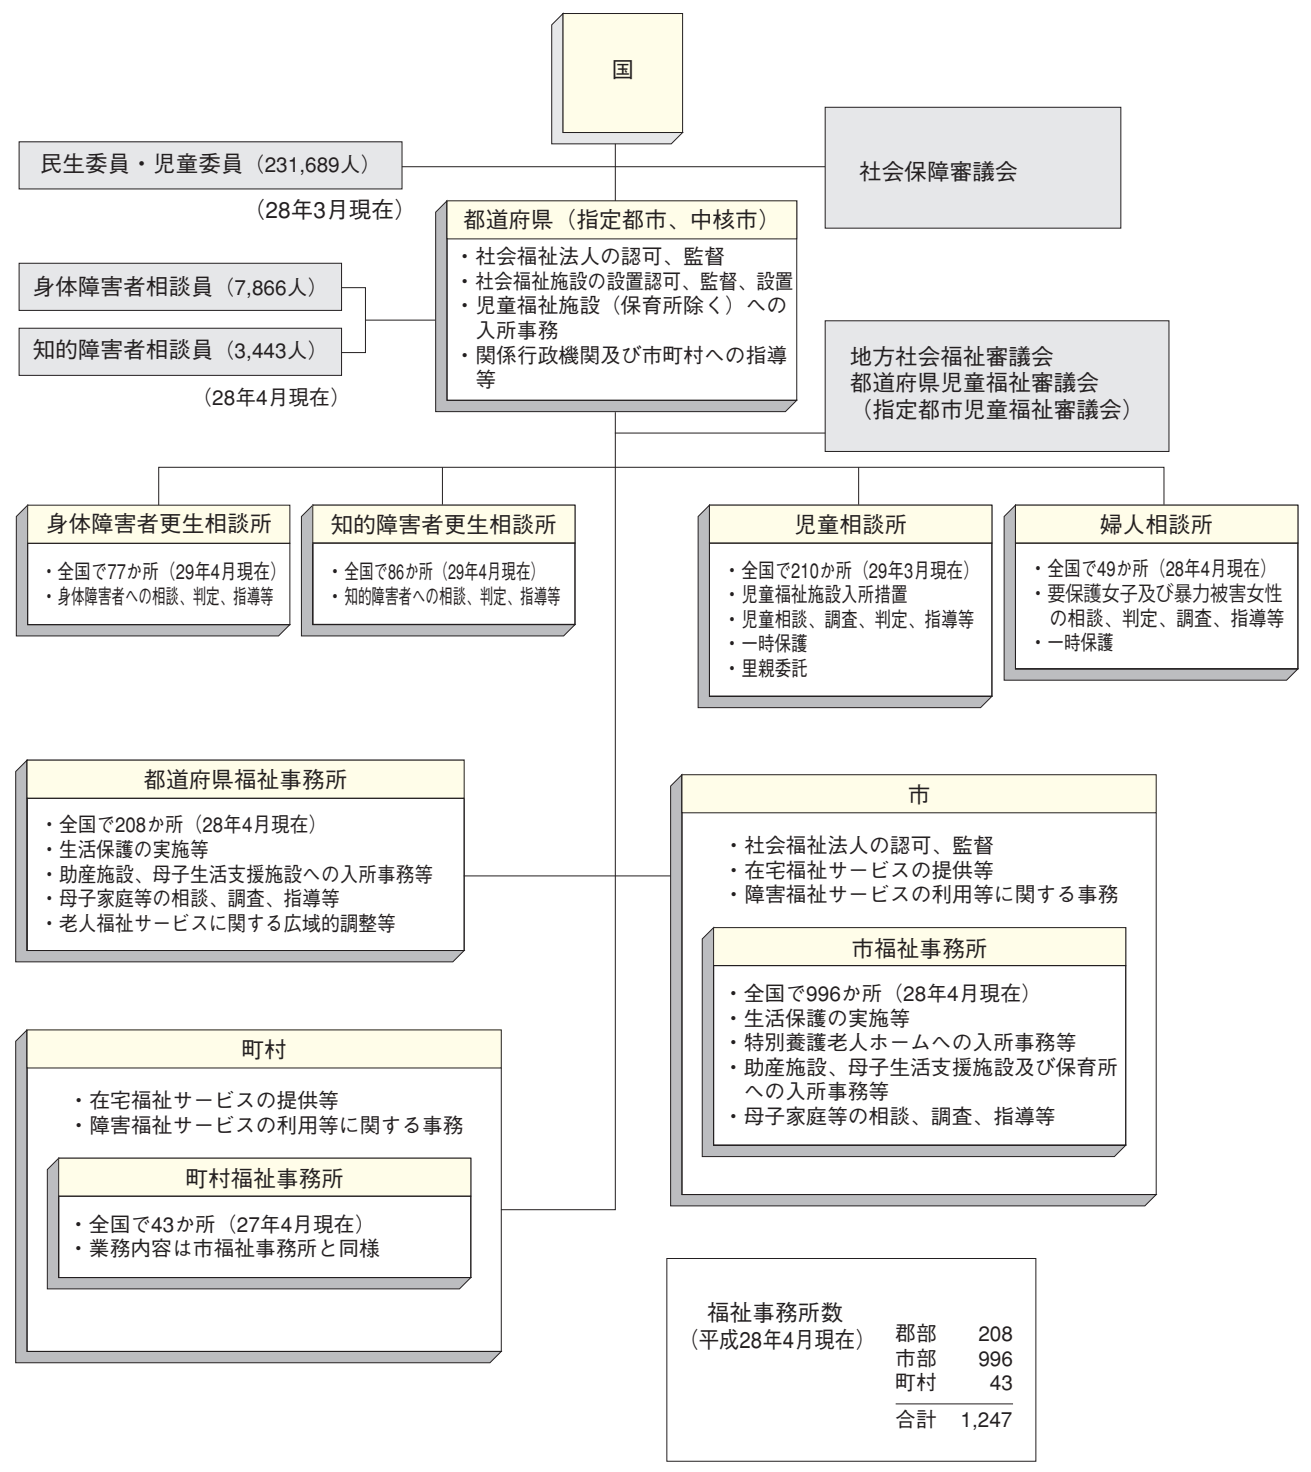 国
民生委員・児童委員（231,689人）
（28年3月現在）
社会保障審議会
都道府県（指定都市、中核市）
・社会福祉法人の認可、監督
・社会福祉施設の設置認可、監督、設置
・児童福祉施設（保育所除く）への
入所事務
・関係行政機関及び市町村への指導
等
身体障害者相談員（7,866人）
知的障害者相談員（3,443人）
（28年4月現在）
地方社会福祉審議会
都道府県児童福祉審議会
（指定都市児童福祉審議会）
身体障害者更生相談所
・全国で77か所（29年4月現在）
・身体障害者への相談、判定、指導等
知的障害者更生相談所
・全国で86か所（29年4月現在）
・知的障害者への相談、判定、指導等
児童相談所
・全国で210か所（29年3月現在）
・児童福祉施設入所措置
・児童相談、調査、判定、指導等
・一時保護
・里親委託
婦人相談所
・全国で49か所（28年4月現在）
・要保護女子及び暴力被害女性
の相談、判定、調査、指導等
・一時保護
都道府県福祉事務所
・全国で208か所（28年4月現在）
・生活保護の実施等
・助産施設、母子生活支援施設への入所事務等
・母子家庭等の相談、調査、指導等
・老人福祉サービスに関する広域的調整等
市
・社会福祉法人の認可、監督
・在宅福祉サービスの提供等
・障害福祉サービスの利用等に関する事務
市福祉事務所
・全国で996か所（28年4月現在）
・生活保護の実施等
・特別養護老人ホームへの入所事務等
・助産施設、母子生活支援施設及び保育所
への入所事務等
・母子家庭等の相談、調査、指導等
町村
・在宅福祉サービスの提供等
・障害福祉サービスの利用等に関する事務
町村福祉事務所
・全国で43か所（27年4月現在）
・業務内容は市福祉事務所と同様
福祉事務所数
（平成28年4月現在）
郡部 208
市部 996
町村 43
合計 1,247